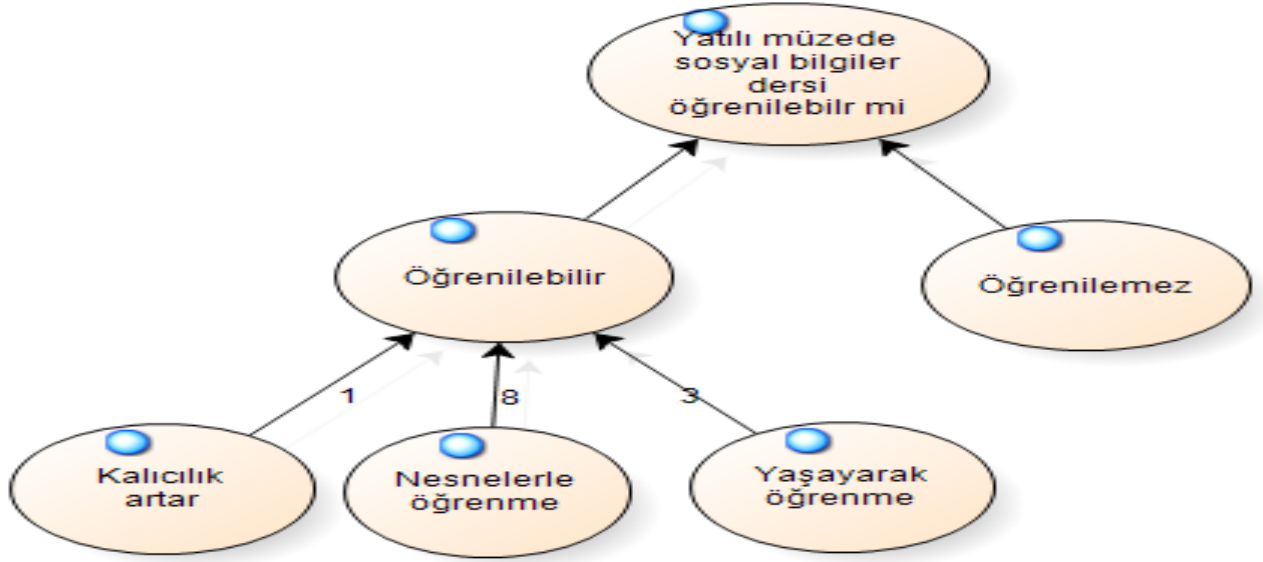 Yatılı müzede
sosyal bilgiler
dersi
öğrenilebilr mi
Öğrenilebilir
Öğrenilemez
1
8
3
Kalıcılık
artar
Nesnelerle
öğrenme
Yaşayarak
öğrenme